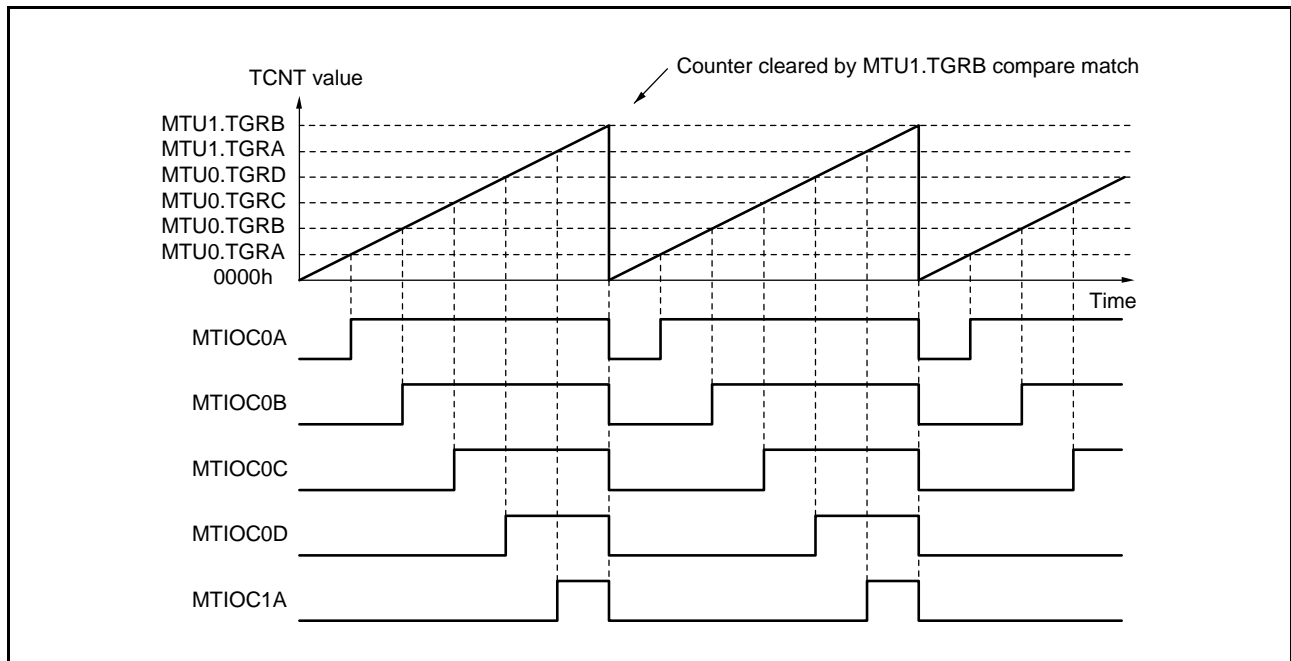 Counter cleared by MTU1.TGRB compare match
TCNT value
MTU1.TGRB
MTU1.TGRA
MTU0.TGRD
MTU0.TGRC
MTU0.TGRB
MTU0.TGRA
0000h
Time
MTIOC0A
MTIOC0B
MTIOC0C
MTIOC0D
MTIOC1A